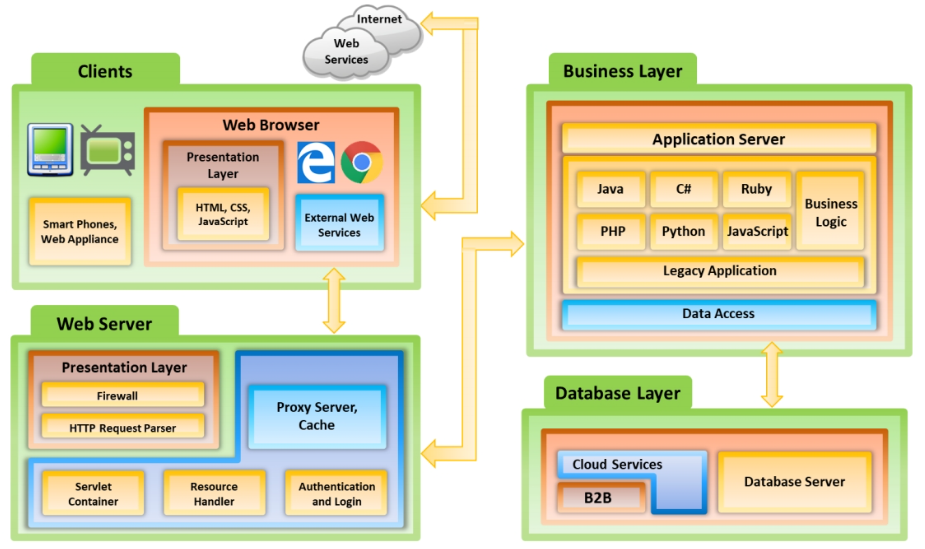 Internet
Web
Services
Clients
Web Browser
Presentation
Layer
HTML, CSS,
JavaScript
External Web
Services
Smart Phones,
Web Appliance
Web Server
Presentation Layer
Firewall
HTTP Request Parser
Proxy Server,
Cache
Servlet
Container
Resource
Handler
Authentication
and Login
Business Layer
Application Server
Java
C#
Ruby
Business
Logic
PHP
Python
JavaScript
Legacy Application
Data Access
Database Layer
Cloud Services
B2B
Database Server